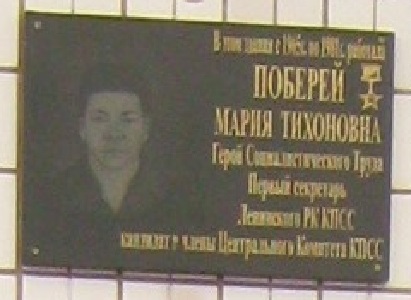 В этом здании с 1965г. по 1981г. работала
ПОБЕРЕЙ
МАРИЯ ТИХОНОВНА
Герой Социалистического Труда
Первый секретарь
Ленинского РК КПСС
кандидат в члены Центрального Комитета КПСС